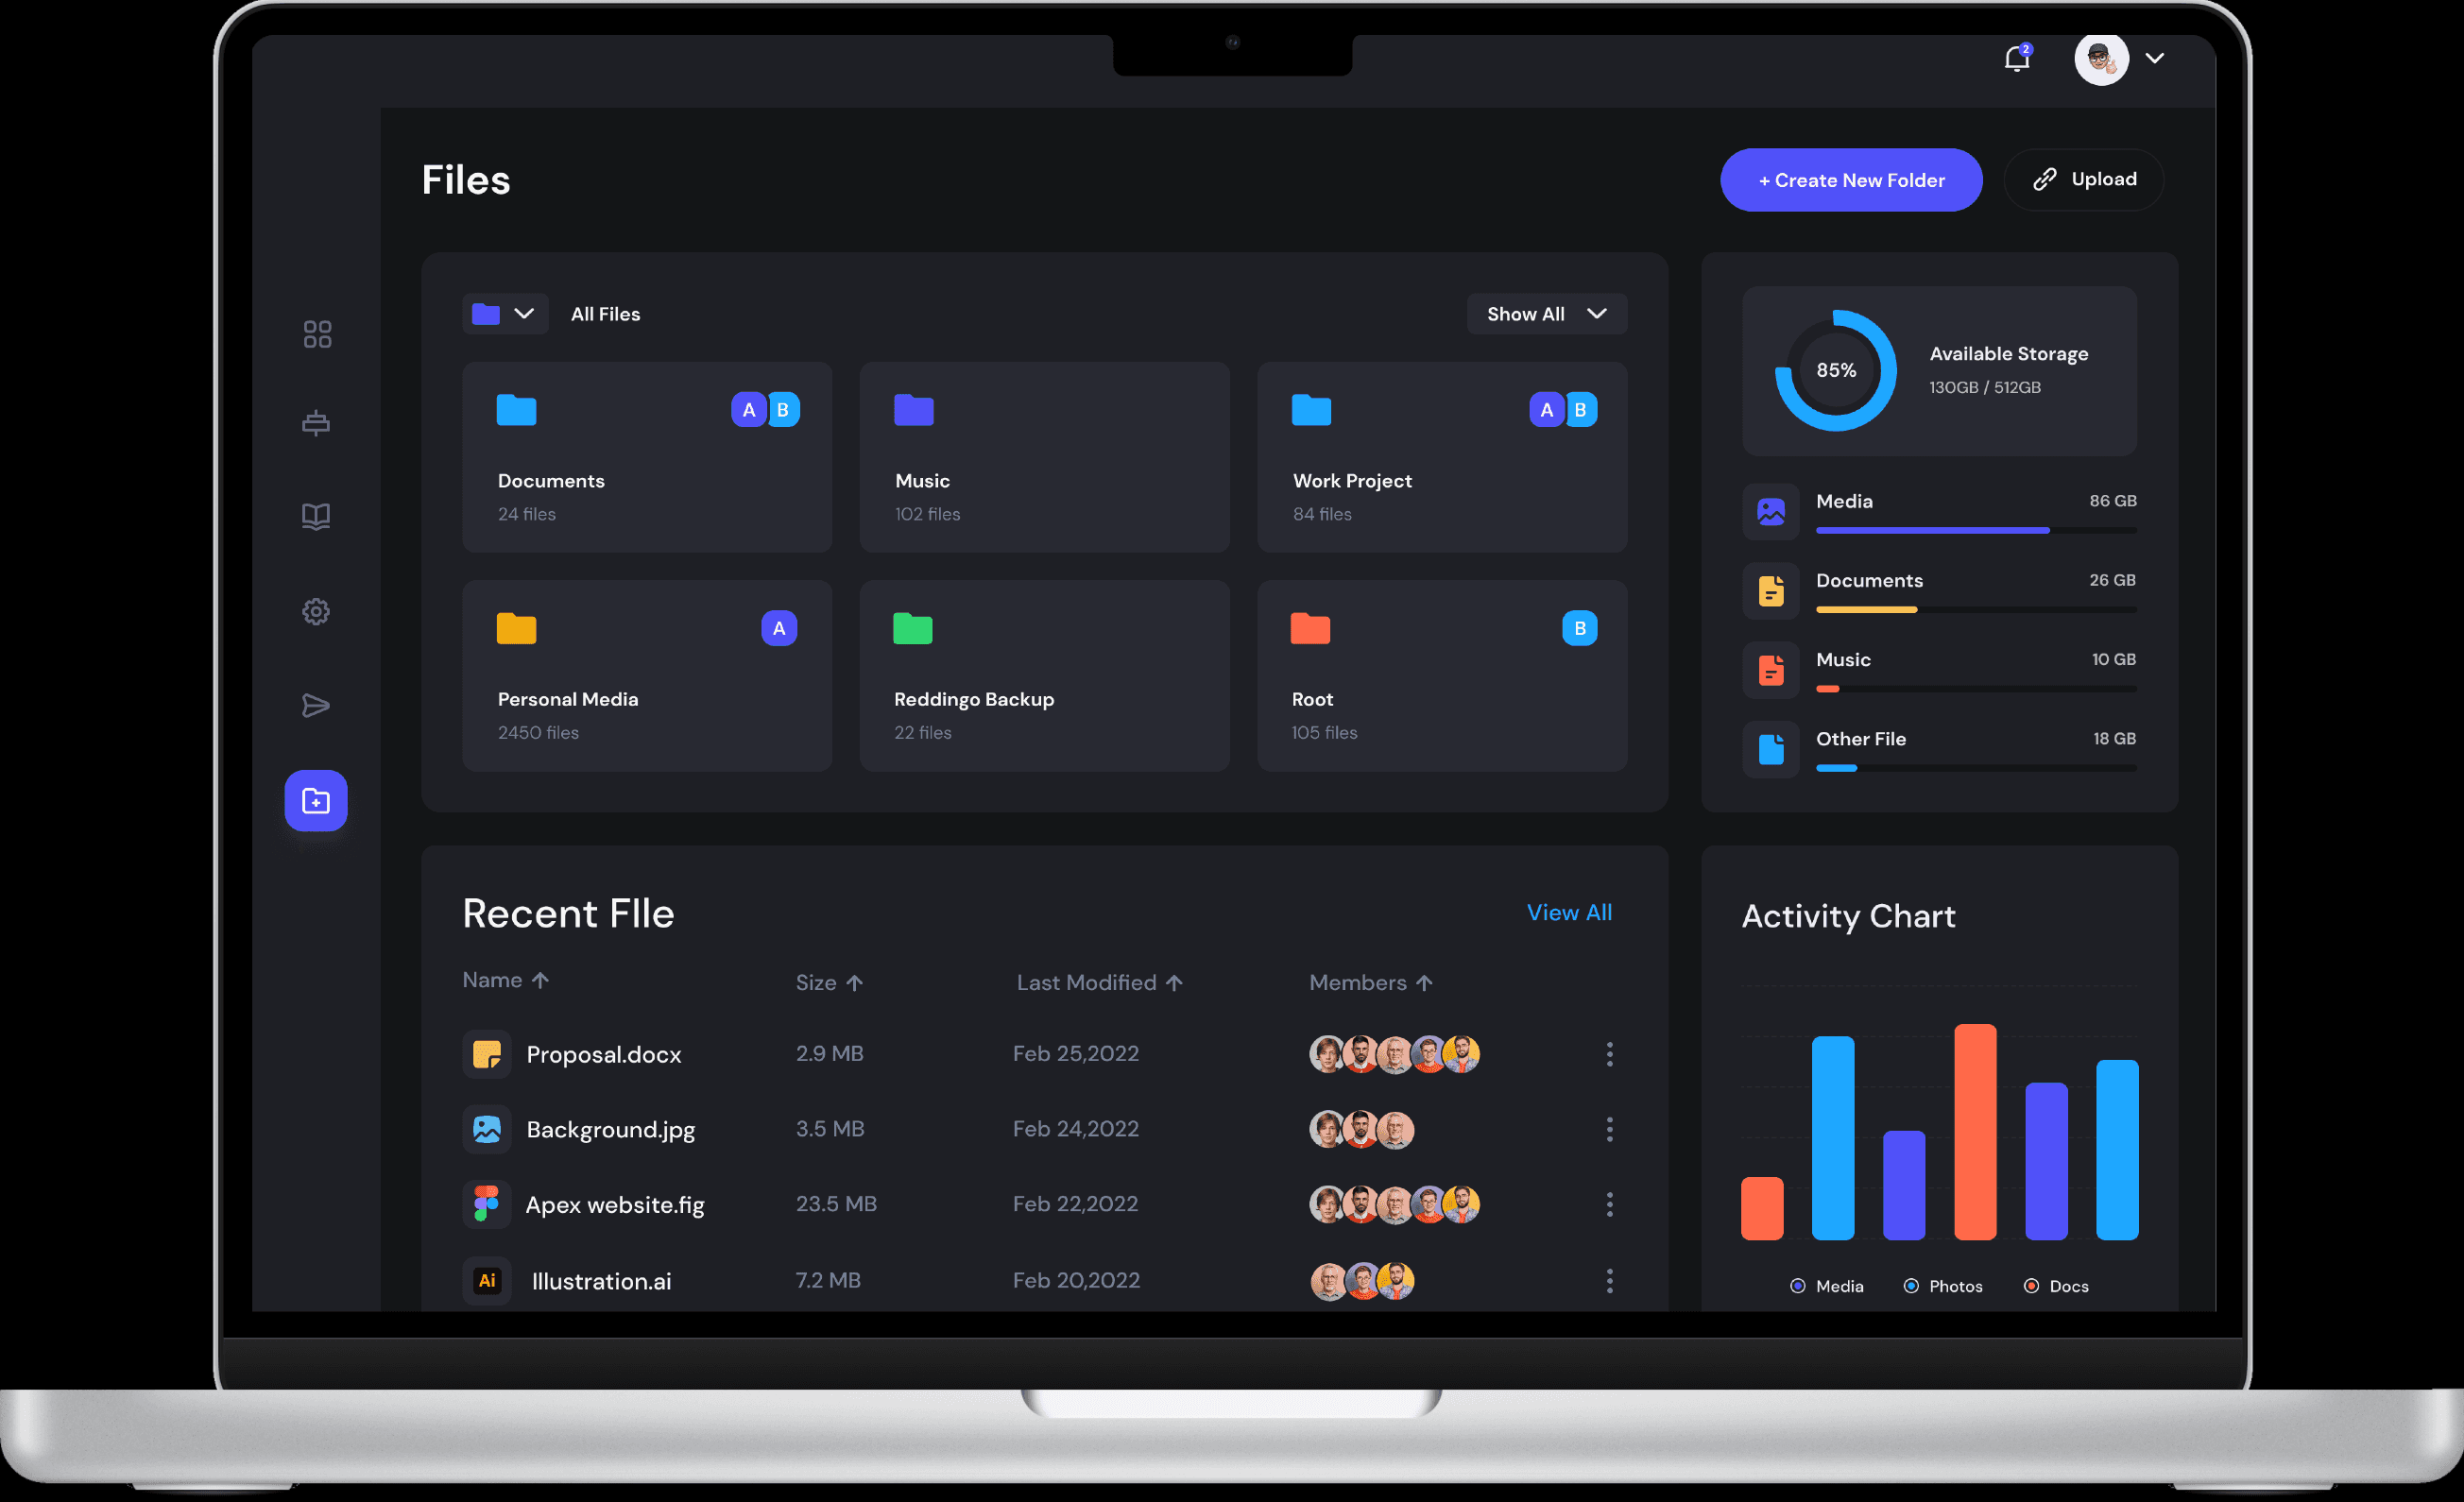 2
Files
+ Create New Folder
Upload
All Files
Show All
A B
Documents
24 files
Music
102 files
A B
Work Project
84 files
A
Personal Media
2450 files
Reddingo Backup
22 files
B
Root
105 files
85%
Available Storage
130GB / 512GB
Media 86 GB
Documents 26 GB
Music 10 GB
Other File 18 GB
Recent FIle
View All
Name Size Last Modified Members
Proposal.docx 2.9 MB Feb 25,2022
Background.jpg 3.5 MB Feb 24,2022
Apex website.fig 23.5 MB Feb 22,2022
Ai Illustration.ai 7.2 MB Feb 20,2022
Activity Chart
Media Photos Docs